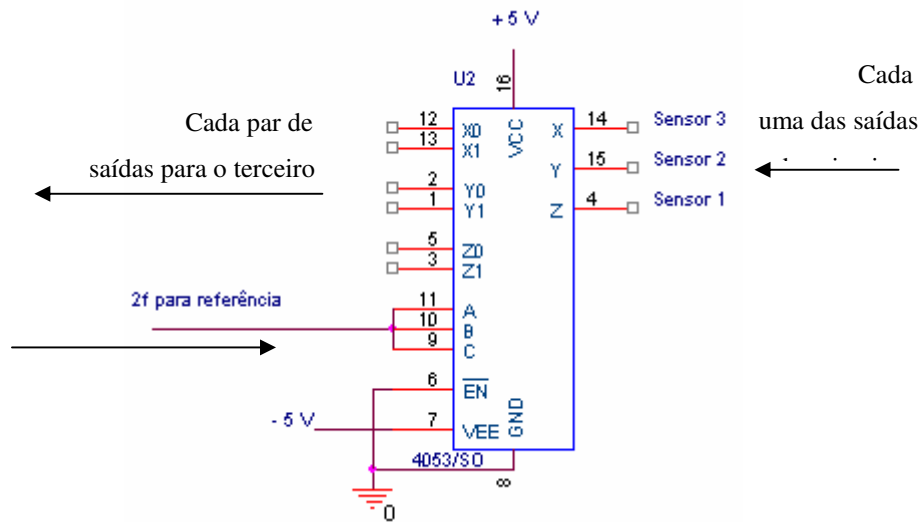 + 5 V
U2
16
VCC
Cada par de
saídas para o terceiro
Cada
uma das saídas
12 X0
13 X1
2 Y0
1 Y1
5 Z0
3 Z1
X 14 Sensor 3
Y 15 Sensor 2
Z 4 Sensor 1
2f para referência
11 A
10 B
9 C
6 EN
- 5 V
7 VEE
GND
4053/SO
8
0